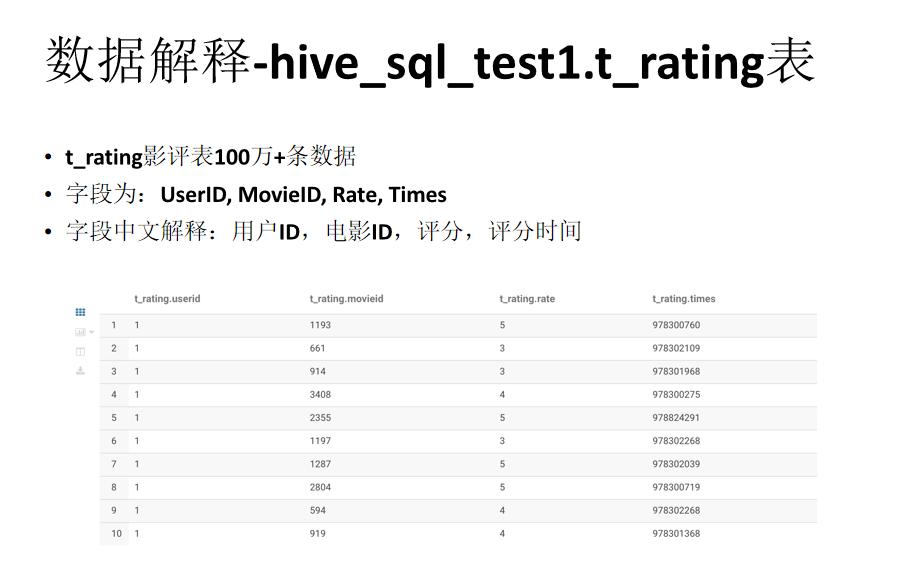 数据解释-hive_sql_test1.t_rating表
• t_rating影评表100万+条数据
• 字段为：UserID, MovieID, Rate, Times
• 字段中文解释：用户ID，电影ID，评分，评分时间
t_rating.userid t_rating.movieid t_rating.rate t_rating.times
1 1 1193 5 978300760
2 1 661 3 978302109
3 1 914 3 978301968
4 1 3408 4 978300275
5 1 2355 5 978824291
6 1 1197 3 978302268
7 1 1287 5 978302039
8 1 2804 5 978300719
9 1 594 4 978302268
10 1 919 4 978301368